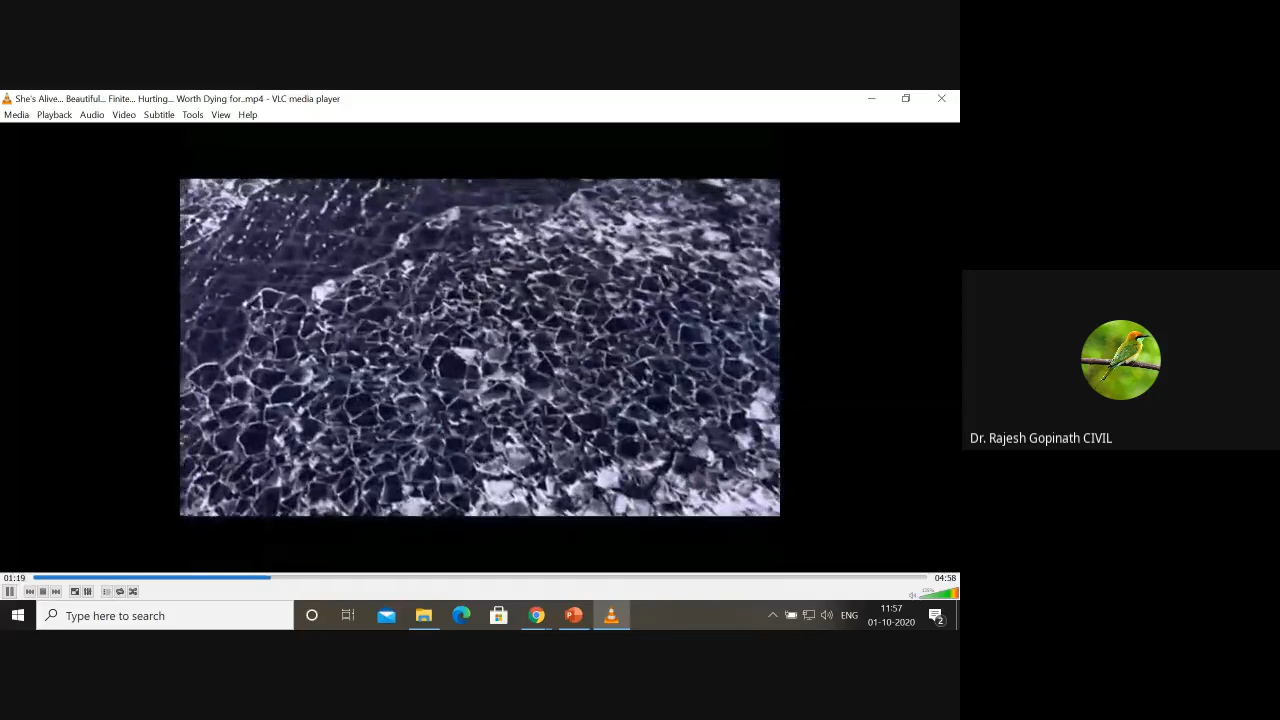 She's Alive... Beautiful... Finite... Hurting... Worth Dying for..mp4 - VLC media player
Media Playback Audio Video Subtitle Tools View Help
Dr. Rajesh Gopinath CIVIL
01:19 04:58
Type here to search
ENG
11:57
01-10-2020
2